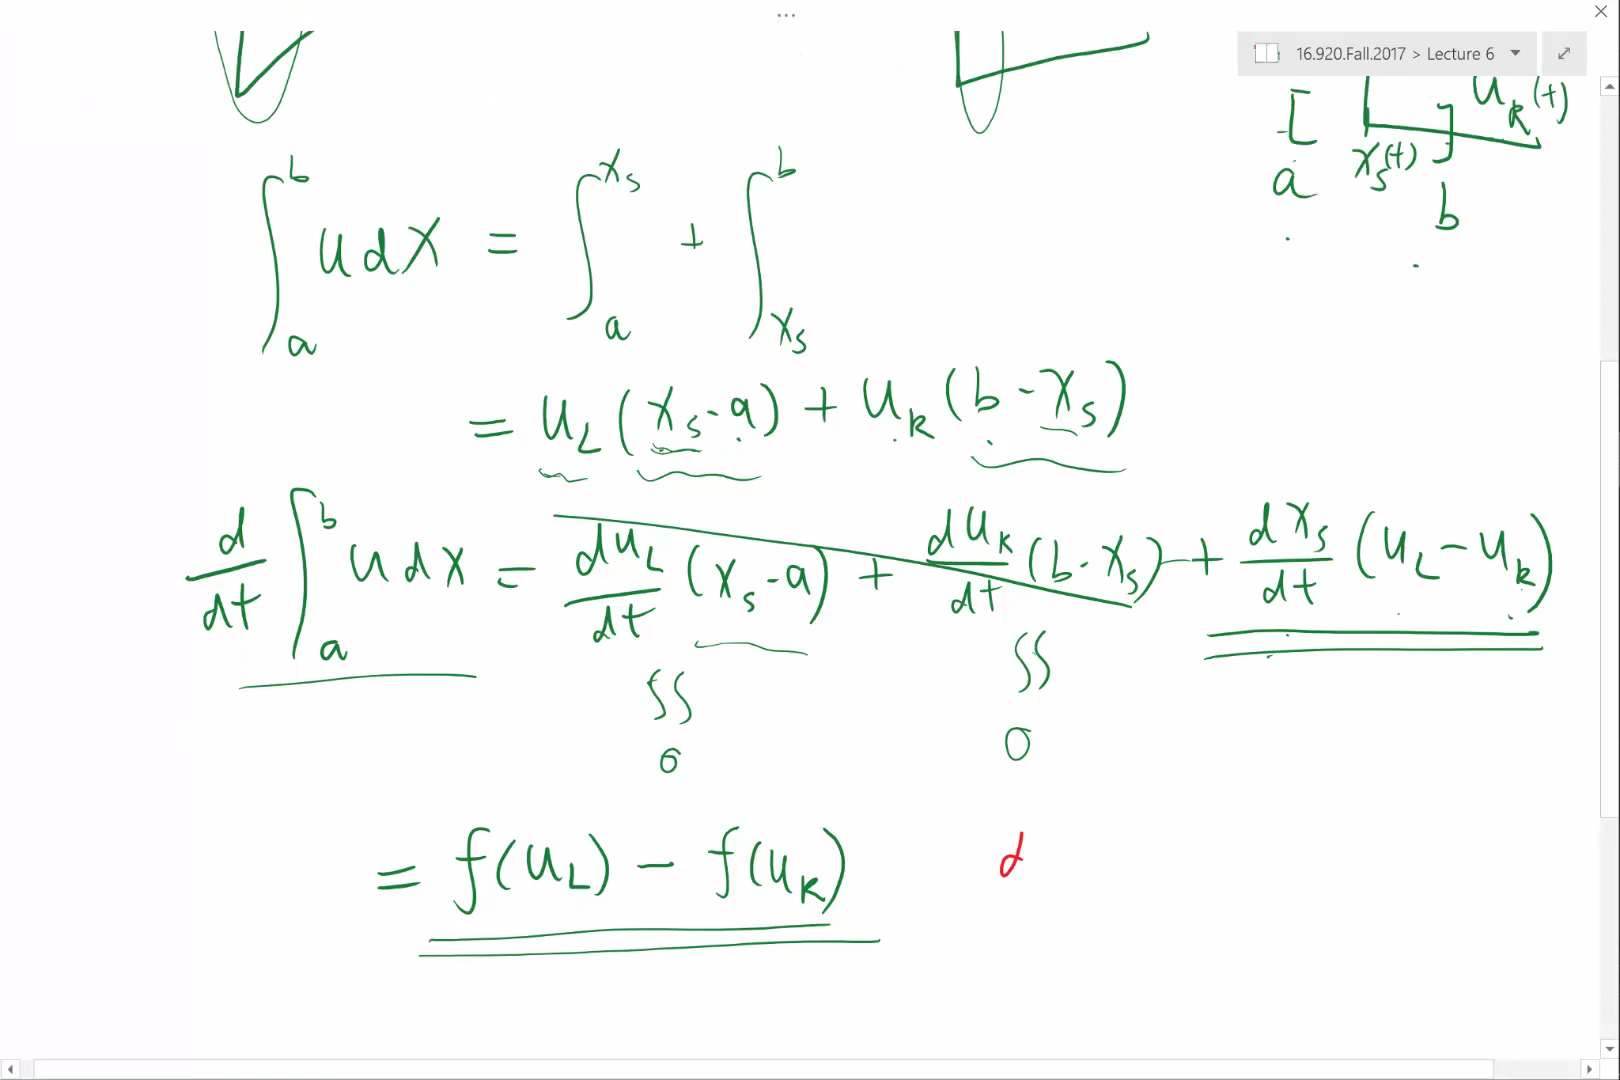 ...
16.920.Fall.2017 > Lecture 6
[ ] u_R(t)
a x_s(t) b
∫_a^b u dx = ∫_a^{x_s} + ∫_{x_s}^b
= u_L (x_s - a) + u_R (b - x_s)
d/dt ∫_a^b u dx = du_L/dt (x_s - a) + du_R/dt (b - x_s) + dx_s/dt (u_L - u_R)
∫∫ ∫∫
0 0
= f(u_L) - f(u_R) d